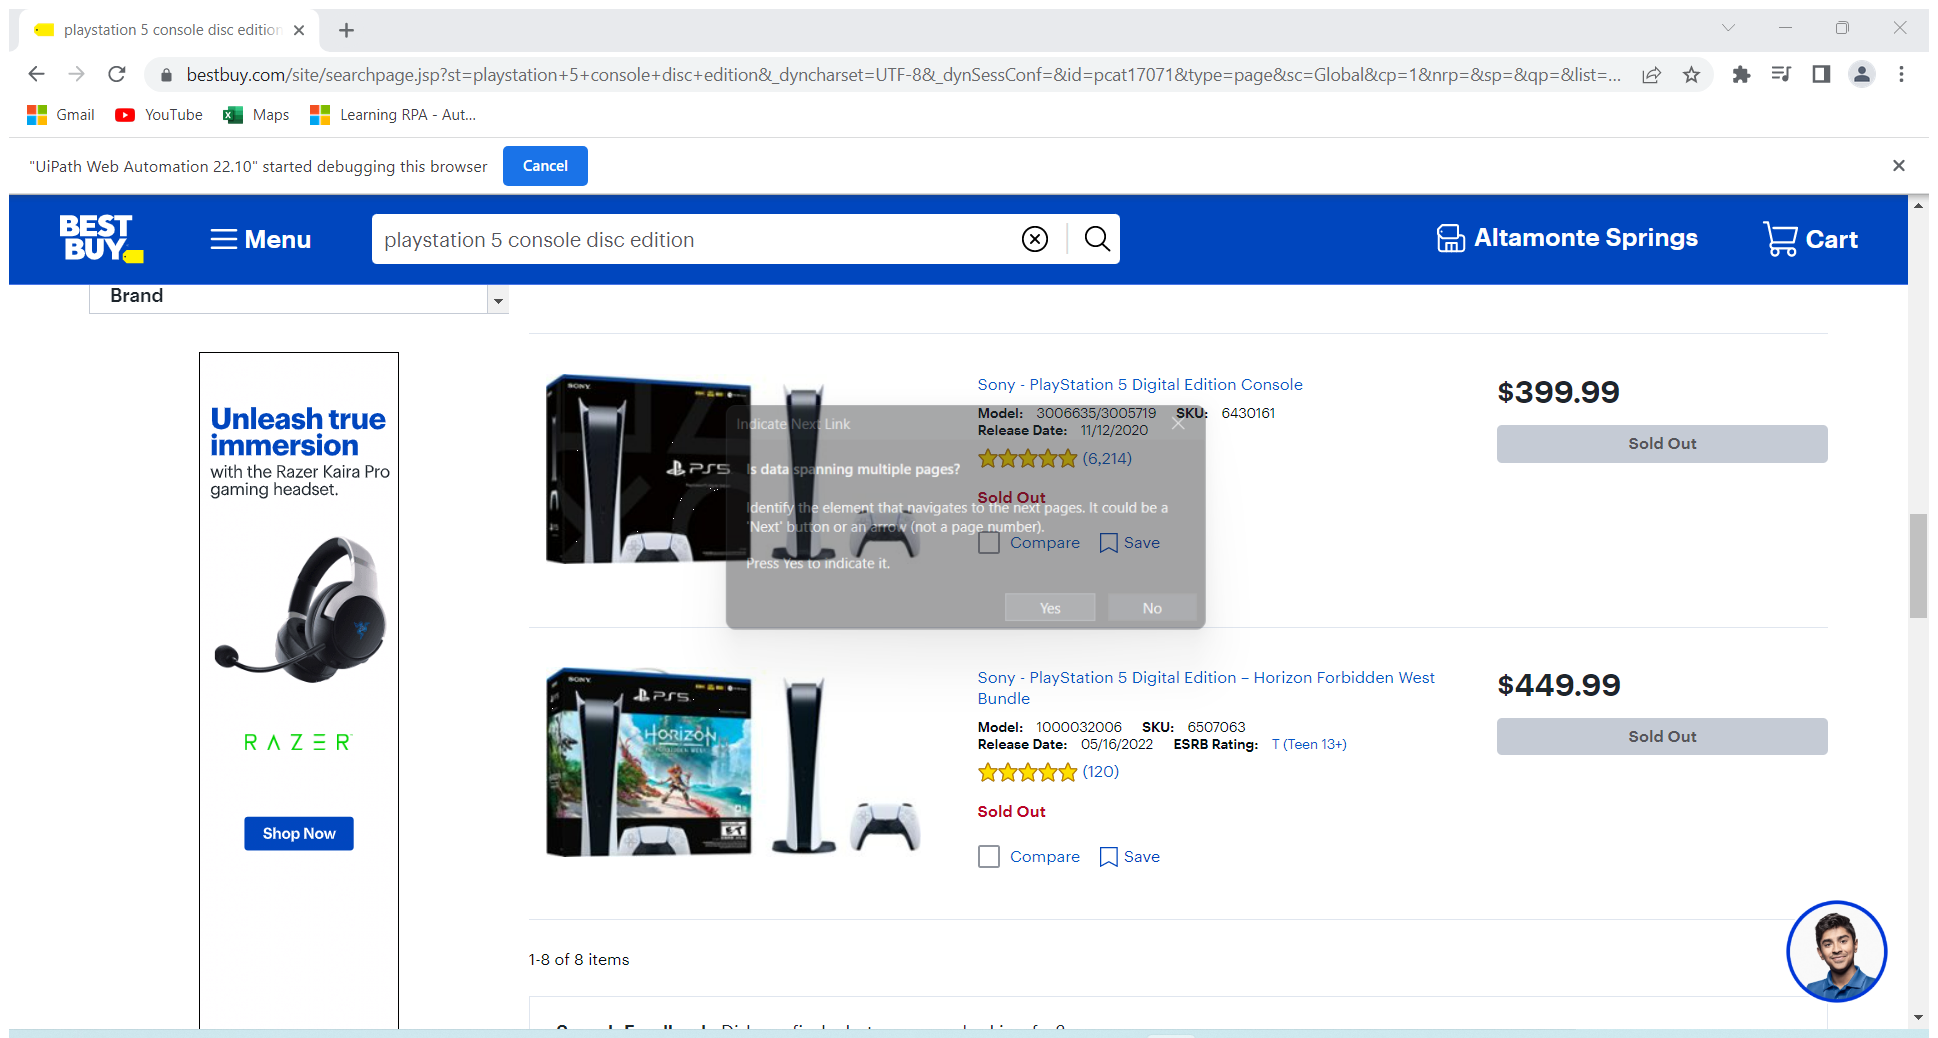 playstation 5 console disc edition
bestbuy.com/site/searchpage.jsp?st=playstation+5+console+disc+edition&_dyncharset=UTF-8&_dynSessConf=&id=pcat17071&type=page&sc=Global&cp=1&nrp=&sp=&qp=&list=...
Gmail
YouTube
Maps
Learning RPA - Aut...
"UiPath Web Automation 22.10" started debugging this browser
Cancel
BEST
BUY
Menu
playstation 5 console disc edition
Altamonte Springs
Cart
Brand
Unleash true
immersion
with the Razer Kaira Pro
gaming headset.
RAZER
Shop Now
SONY
PS5
Sony - PlayStation 5 Digital Edition Console
Model: 3006635/3005719 SKU: 6430161
Release Date: 11/12/2020
(6,214)
Sold Out
Compare
Save
$399.99
Sold Out
Indicate Next Link
Is data spanning multiple pages?
Identify the element that navigates to the next pages. It could be a
'Next' button or an arrow (not a page number).
Press Yes to indicate it.
Yes
No
SONY
PS5
HORIZON
FORBIDDEN WEST
Sony - PlayStation 5 Digital Edition – Horizon Forbidden West
Bundle
Model: 1000032006 SKU: 6507063
Release Date: 05/16/2022 ESRB Rating: T (Teen 13+)
(120)
Sold Out
Compare
Save
$449.99
Sold Out
1-8 of 8 items